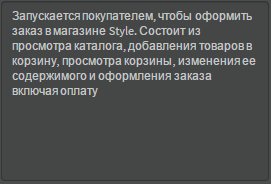 Запускается покупателем, чтобы оформить
заказ в магазине Style. Состоит из
просмотра каталога, добавления товаров в
корзину, просмотра корзины, изменения ее
содержимого и оформления заказа
включая оплату